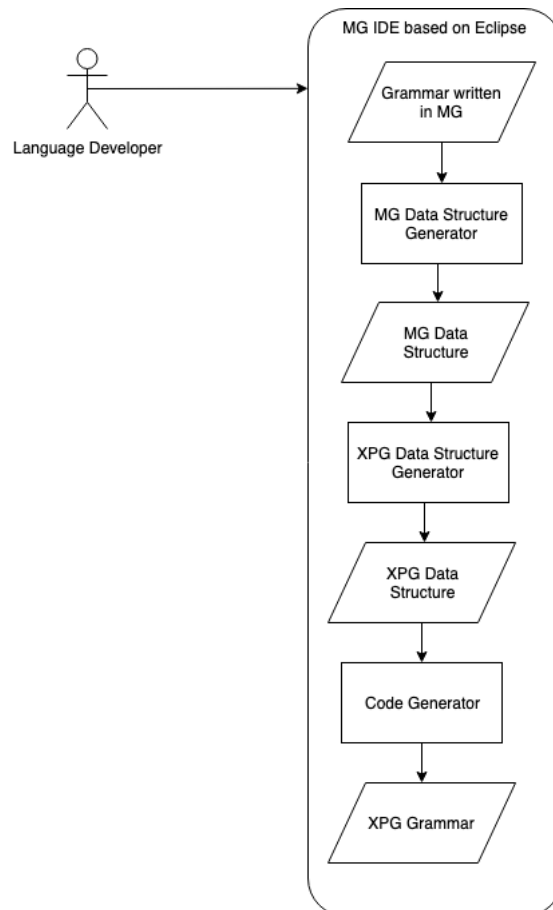 MG IDE based on Eclipse
Grammar written
in MG
Language Developer
MG Data Structure
Generator
MG Data
Structure
XPG Data Structure
Generator
XPG Data
Structure
Code Generator
XPG Grammar